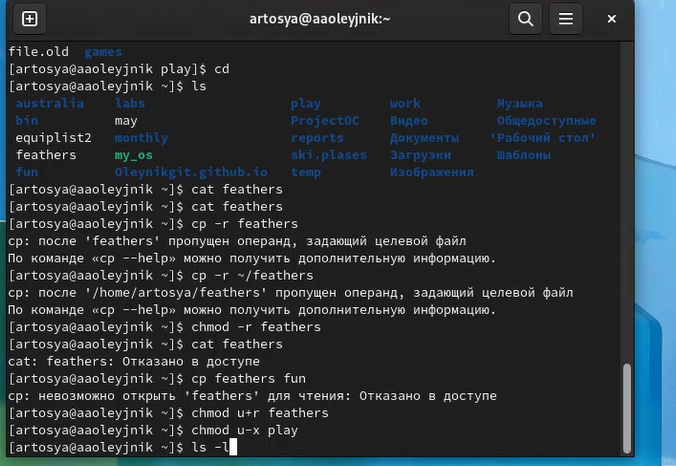 artosya@aaoleyjnik:~
file.old games
[artosya@aaoleyjnik play]$ cd
[artosya@aaoleyjnik ~]$ ls
australia labs play work Музыка
bin may ProjectOC Видео Общедоступные
equiplist2 monthly reports Документы 'Рабочий стол'
feathers my_os ski.plases Загрузки Шаблоны
fun Oleynikgit.github.io temp Изображения
[artosya@aaoleyjnik ~]$ cat feathers
[artosya@aaoleyjnik ~]$ cat feathers
[artosya@aaoleyjnik ~]$ cp -r feathers
cp: после 'feathers' пропущен операнд, задающий целевой файл
По команде «cp --help» можно получить дополнительную информацию.
[artosya@aaoleyjnik ~]$ cp -r ~/feathers
cp: после '/home/artosya/feathers' пропущен операнд, задающий целевой файл
По команде «cp --help» можно получить дополнительную информацию.
[artosya@aaoleyjnik ~]$ chmod -r feathers
[artosya@aaoleyjnik ~]$ cat feathers
cat: feathers: Отказано в доступе
[artosya@aaoleyjnik ~]$ cp feathers fun
cp: невозможно открыть 'feathers' для чтения: Отказано в доступе
[artosya@aaoleyjnik ~]$ chmod u+r feathers
[artosya@aaoleyjnik ~]$ chmod u-x play
[artosya@aaoleyjnik ~]$ ls -l